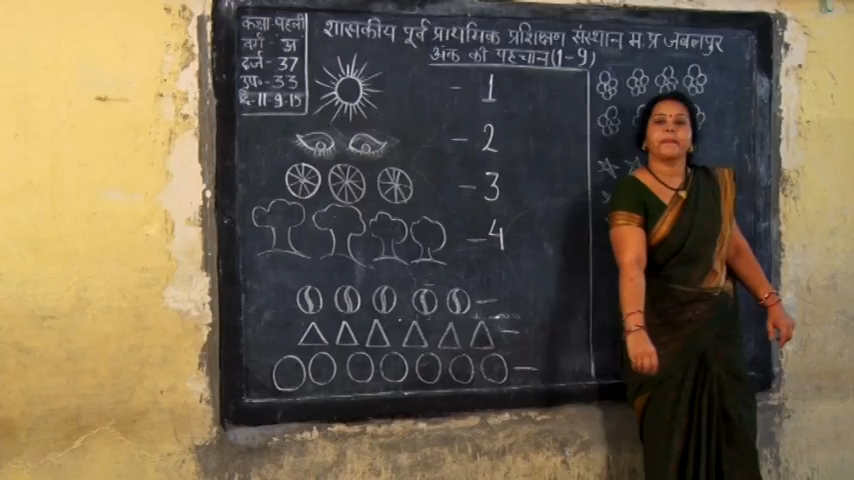 कक्षा-पहली
वर्ग - अ
दर्ज - 37
उप. - 33
दि. 11-9-15
शासकीय पूर्व प्राथमिक प्रशिक्षण संस्थान म.प्र जबलपुर
अंक की पहचान (1-9)
- 1
- 2
- 3
- 4